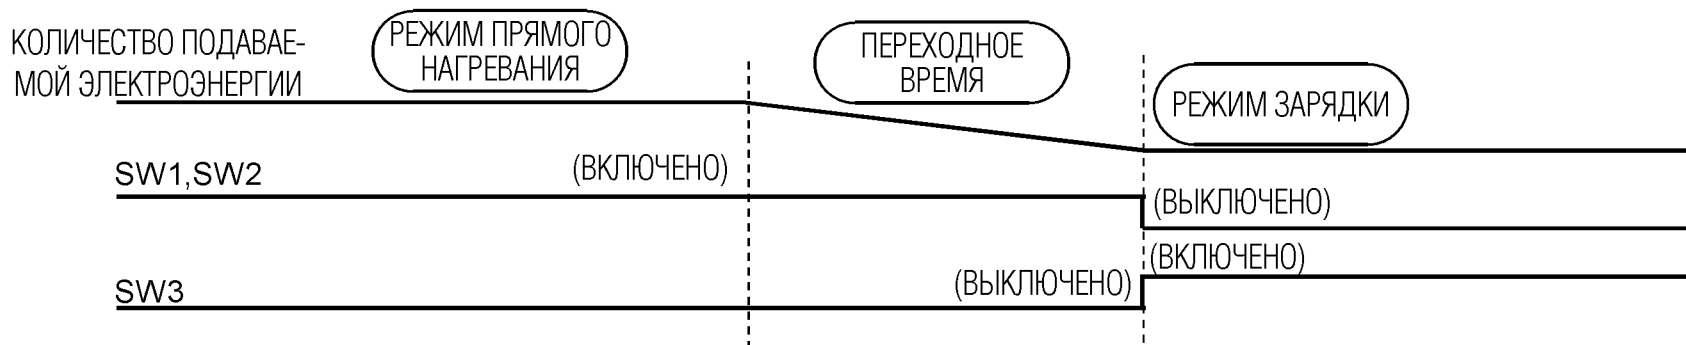 КОЛИЧЕСТВО ПОДАВАЕ-
МОЙ ЭЛЕКТРОЭНЕРГИИ
РЕЖИМ ПРЯМОГО
НАГРЕВАНИЯ
ПЕРЕХОДНОЕ
ВРЕМЯ
РЕЖИМ ЗАРЯДКИ
SW1,SW2
(ВКЛЮЧЕНО)
(ВЫКЛЮЧЕНО)
SW3
(ВЫКЛЮЧЕНО)
(ВКЛЮЧЕНО)